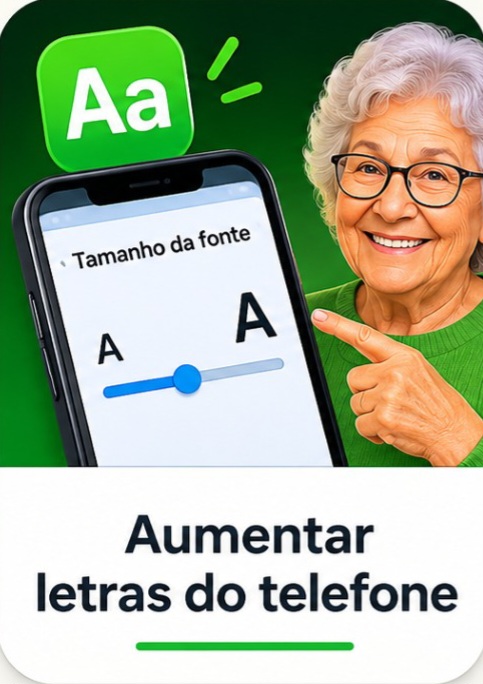 Aa
Tamanho da fonte
A A
Aumentar
letras do telefone